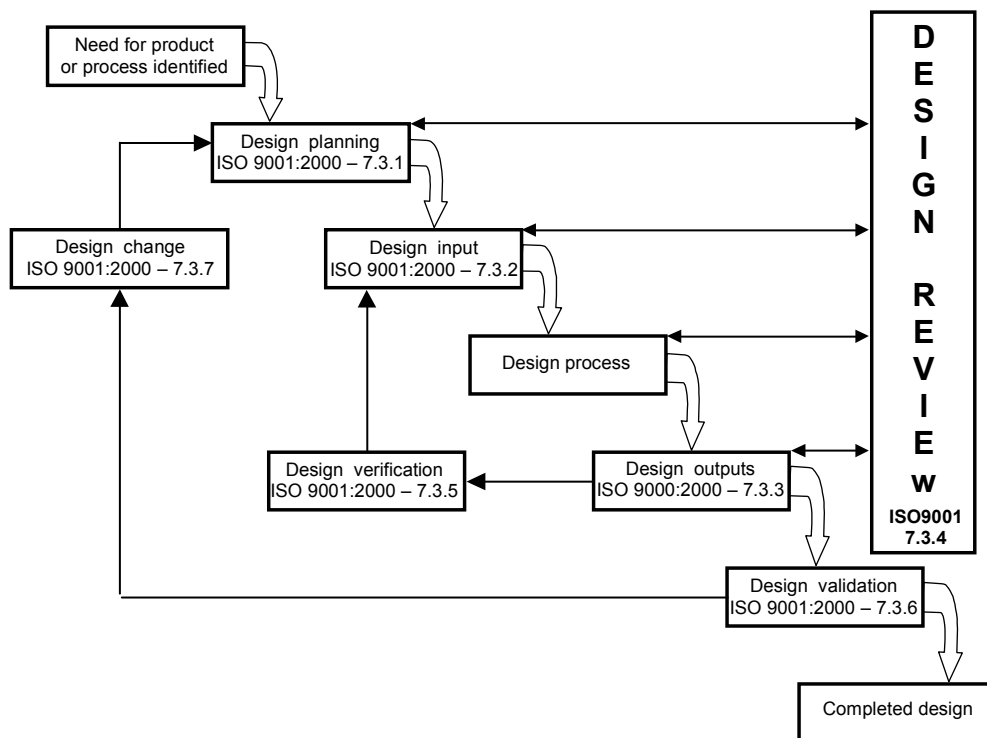 Need for product
or process identified
Design planning
ISO 9001:2000 – 7.3.1
Design change
ISO 9001:2000 – 7.3.7
Design input
ISO 9001:2000 – 7.3.2
Design process
Design verification
ISO 9001:2000 – 7.3.5
Design outputs
ISO 9000:2000 – 7.3.3
Design validation
ISO 9001:2000 – 7.3.6
Completed design
D
E
S
I
G
N
R
E
V
I
E
w
ISO9001
7.3.4